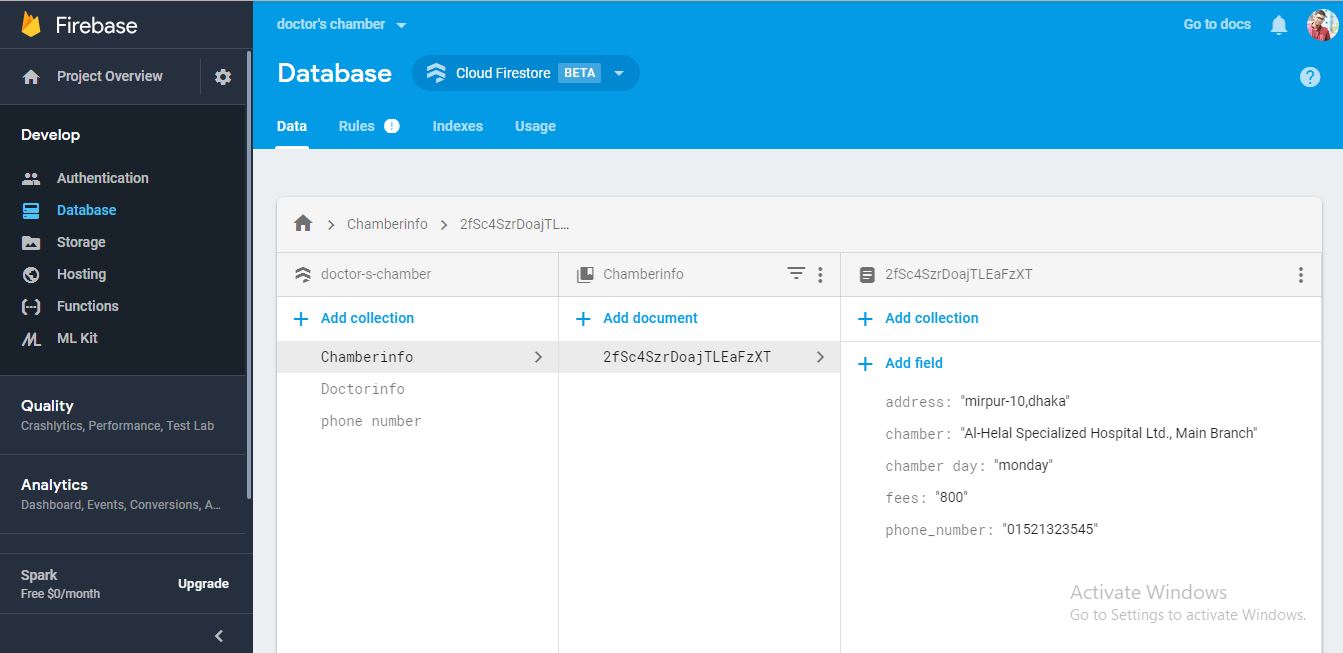 Firebase
Project Overview
Develop
Authentication
Database
Storage
Hosting
Functions
ML Kit
Quality
Crashlytics, Performance, Test Lab
Analytics
Dashboard, Events, Conversions, A...
Spark
Free $0/month
Upgrade
doctor's chamber
Go to docs
Database
Cloud Firestore BETA
Data Rules Indexes Usage
Chamberinfo 2fSc4SzrDoajTL...
doctor-s-chamber
Add collection
Chamberinfo
Doctorinfo
phone number
Chamberinfo
Add document
2fSc4SzrDoajTLEaFzXT
2fSc4SzrDoajTLEaFzXT
Add collection
Add field
address: "mirpur-10,dhaka"
chamber: "Al-Helal Specialized Hospital Ltd., Main Branch"
chamber day: "monday"
fees: "800"
phone_number: "01521323545"
Activate Windows
Go to Settings to activate Windows.